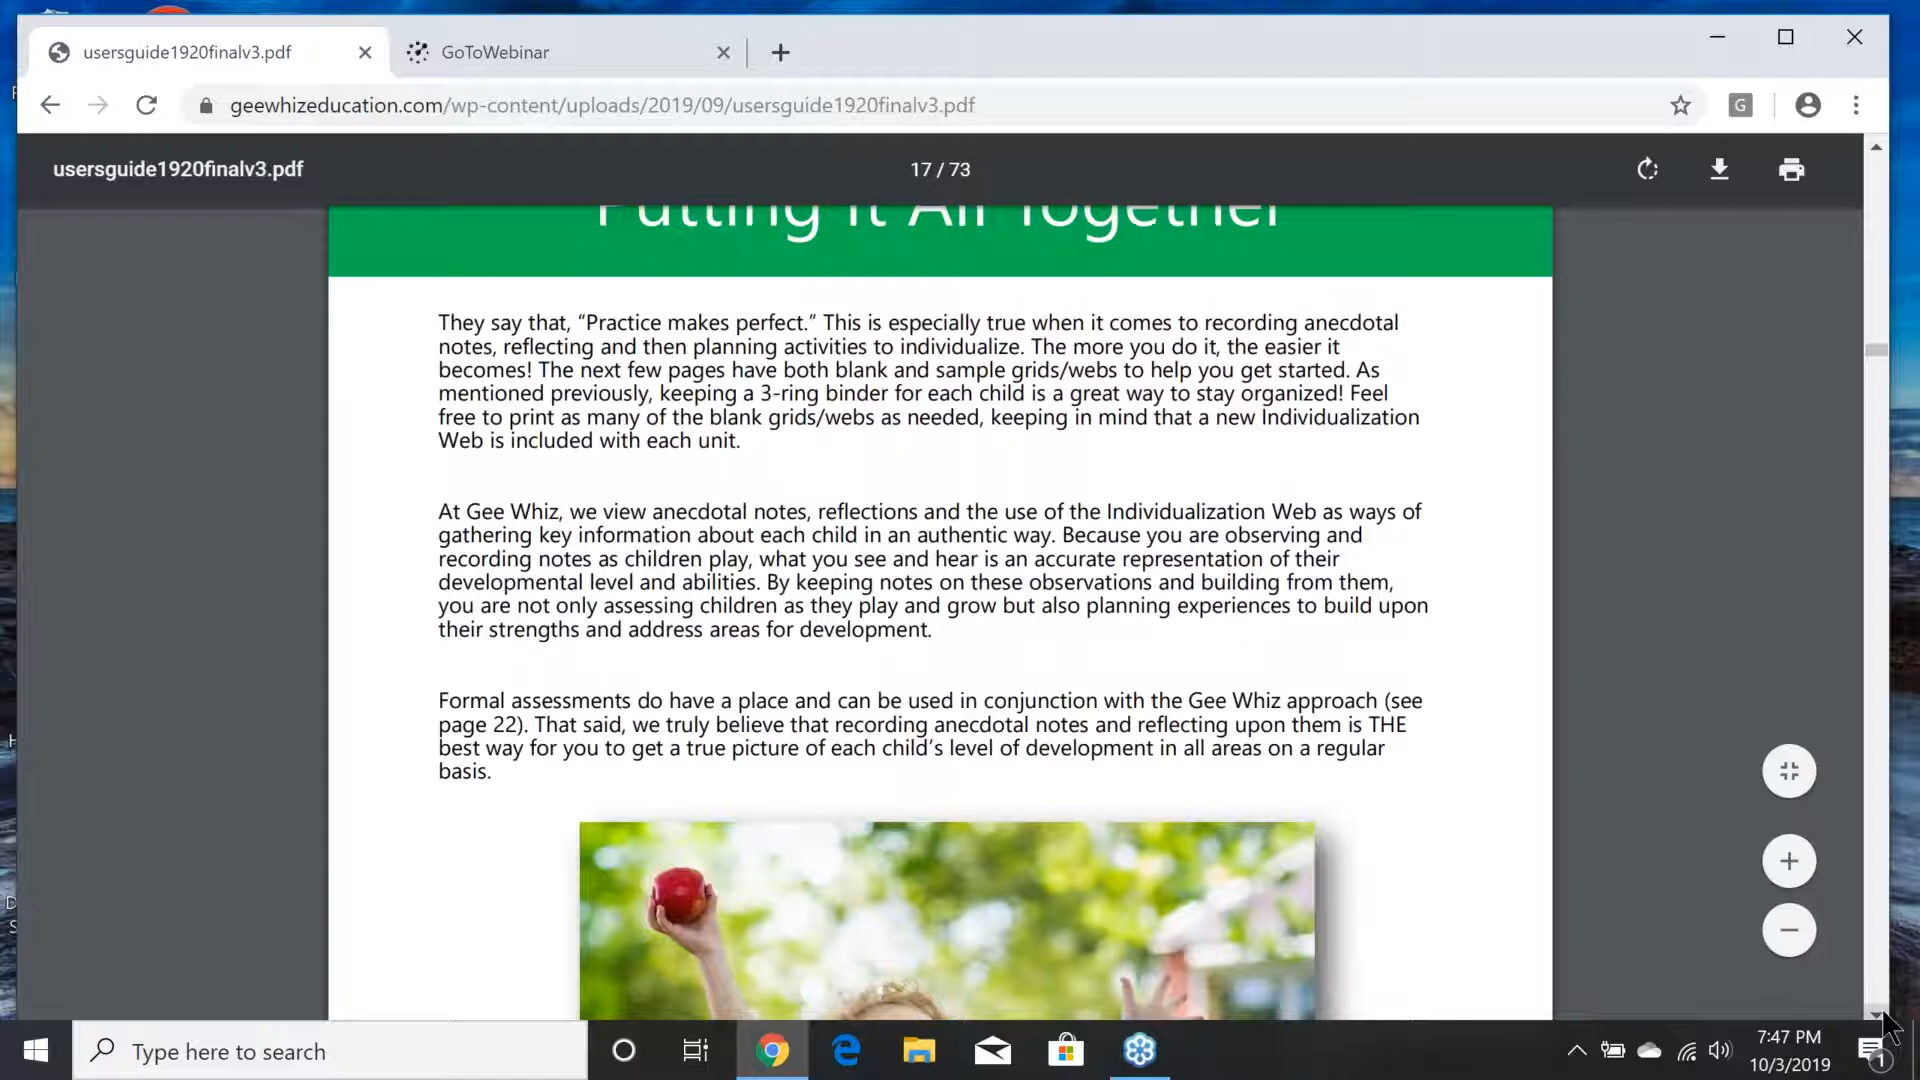 usersguide1920finalv3.pdf
GoToWebinar
geewhizeducation.com/wp-content/uploads/2019/09/usersguide1920finalv3.pdf
G
usersguide1920finalv3.pdf
17 / 73
Putting It All Together
They say that, “Practice makes perfect.” This is especially true when it comes to recording anecdotal
notes, reflecting and then planning activities to individualize. The more you do it, the easier it
becomes! The next few pages have both blank and sample grids/webs to help you get started. As
mentioned previously, keeping a 3-ring binder for each child is a great way to stay organized! Feel
free to print as many of the blank grids/webs as needed, keeping in mind that a new Individualization
Web is included with each unit.
At Gee Whiz, we view anecdotal notes, reflections and the use of the Individualization Web as ways of
gathering key information about each child in an authentic way. Because you are observing and
recording notes as children play, what you see and hear is an accurate representation of their
developmental level and abilities. By keeping notes on these observations and building from them,
you are not only assessing children as they play and grow but also planning experiences to build upon
their strengths and address areas for development.
Formal assessments do have a place and can be used in conjunction with the Gee Whiz approach (see
page 22). That said, we truly believe that recording anecdotal notes and reflecting upon them is THE
best way for you to get a true picture of each child’s level of development in all areas on a regular
basis.
Type here to search
7:47 PM
10/3/2019
1